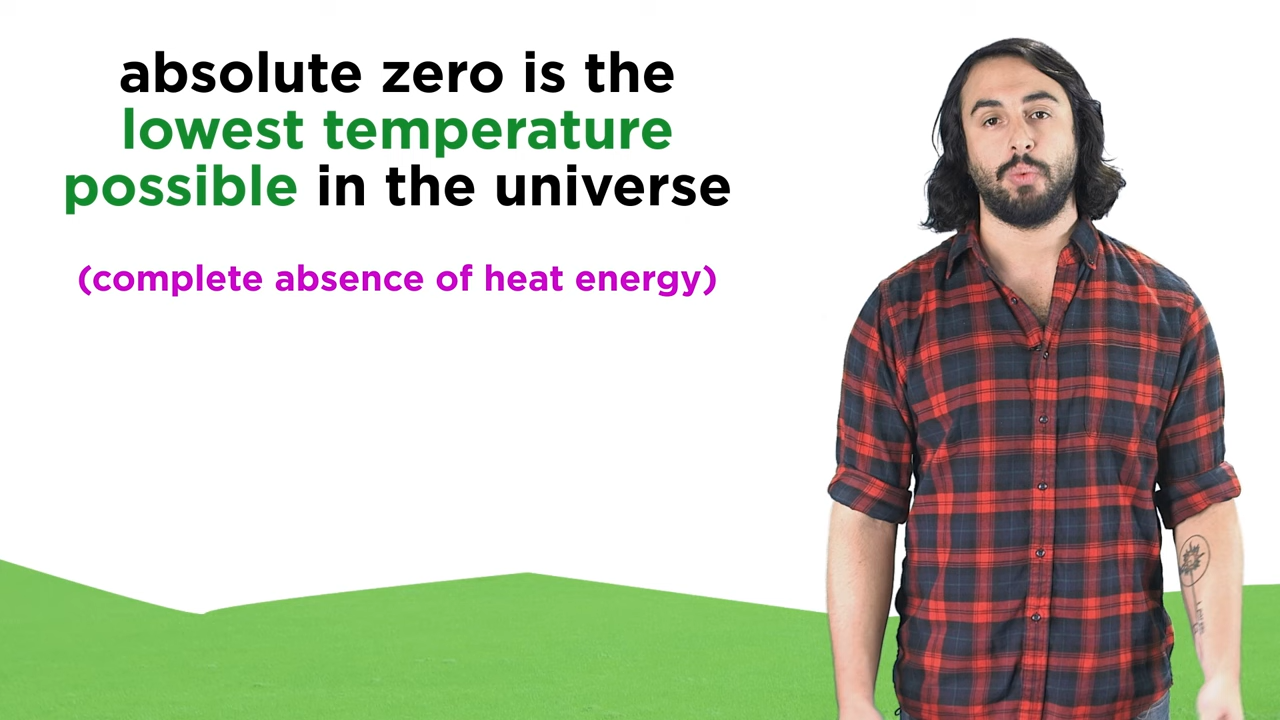 absolute zero is the
lowest temperature
possible in the universe
(complete absence of heat energy)